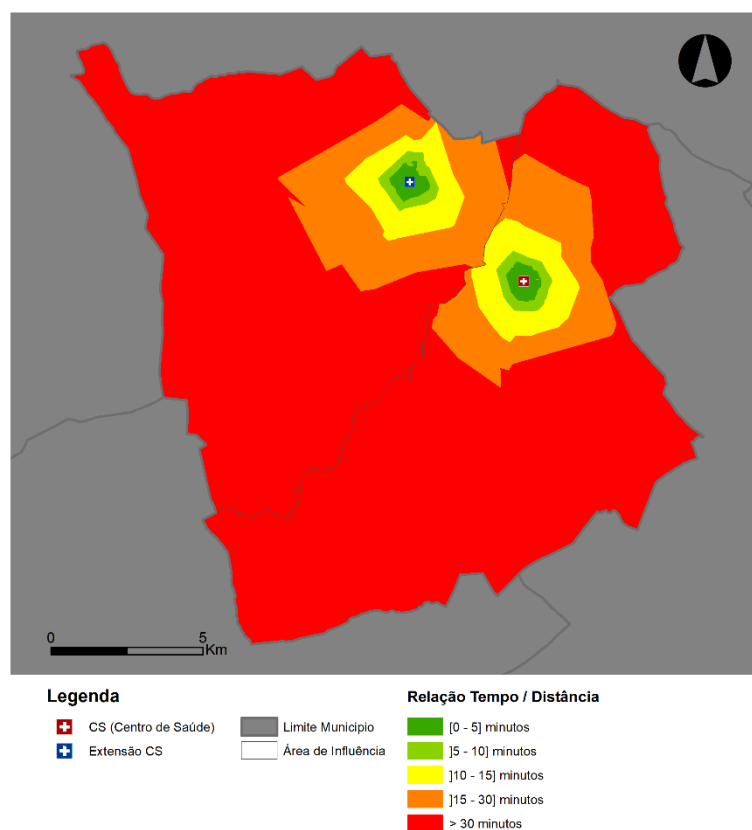 0 5
Km
Legenda
CS (Centro de Saúde)
Extensão CS
Limite Municipio
Área de Influência
Relação Tempo / Distância
[0 - 5] minutos
]5 - 10] minutos
]10 - 15] minutos
]15 - 30] minutos
> 30 minutos